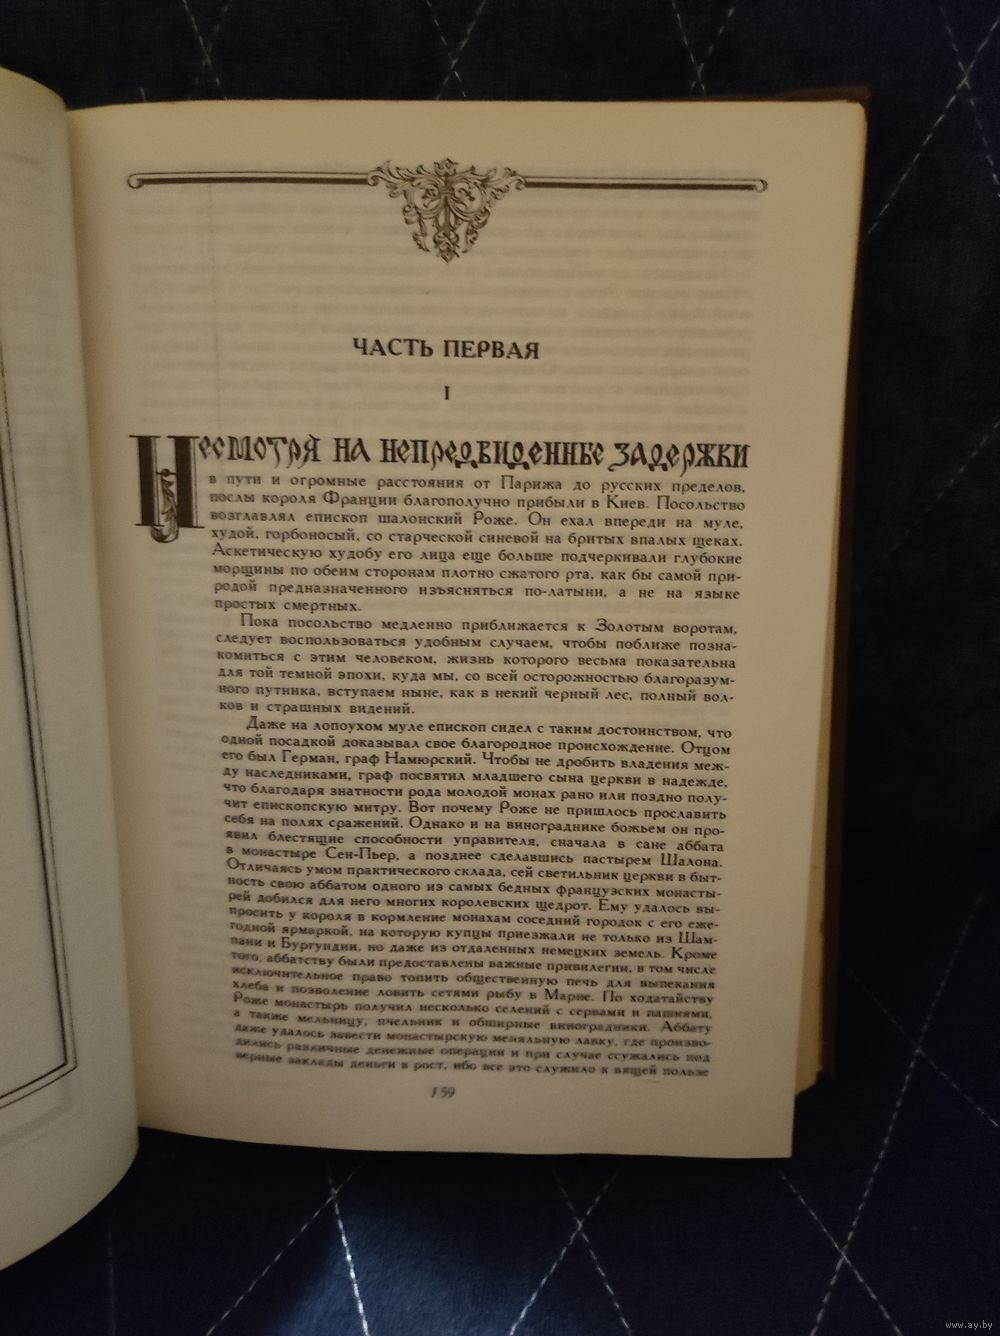 ЧАСТЬ ПЕРВАЯ
I
Несмотря на непредвиденные задержки
в пути и огромные расстояния от Парижа до русских пределов,
послы короля Франции благополучно прибыли в Киев. Посольство
возглавлял епископ шалонский Роже. Он ехал впереди на муле,
худой, горбоносый, со старческой синевой на бритых впалых щеках.
Аскетическую худобу его лица еще больше подчеркивали глубокие
морщины по обеим сторонам плотно сжатого рта, как бы самой при-
родой предназначенного изъясняться по-латыни, а не на языке
простых смертных.
Пока посольство медленно приближается к Золотым воротам,
следует воспользоваться удобным случаем, чтобы поближе позна-
комиться с этим человеком, жизнь которого весьма показательна
для той темной эпохи, куда мы, со всей осторожностью благоразум-
ного путника, вступаем ныне, как в некий черный лес, полный вол-
ков и страшных видений.
Даже на лопоухом муле епископ сидел с таким достоинством, что
одной посадкой доказывал свое благородное происхождение. Отцом
его был Герман, граф Намюрский. Чтобы не дробить владения меж-
ду наследниками, граф посвятил младшего сына церкви в надежде,
что благодаря знатности рода молодой монах рано или поздно полу-
чит епископскую митру. Вот почему Роже не пришлось прославить
себя на полях сражений. Однако и на винограднике божьем он про-
явил блестящие способности управителя, сначала в сане аббата
в монастыре Сен-Пьер, а позднее сделавшись пастырем Шалона.
Отличаясь умом практического склада, сей светильник церкви в быт-
ность свою аббатом одного из самых бедных французских монасты-
рей добился для него многих королевских щедрот. Ему удалось вы-
просить у короля в кормление монахам соседний городок с его еже-
годной ярмаркой, на которую купцы приезжали не только из Шам-
пани и Бургундии, но даже из отдаленных немецких земель. Кроме
того, аббатству были предоставлены важные привилегии, в том числе
исключительное право топить общественную печь для выпекания
хлеба и позволение ловить сетями рыбу в Марне. По ходатайству
Роже монастырь получил несколько селений с сервами и пашнями,
а также мельницу, пчельник и обширные виноградники. Аббату
даже удалось завести монастырскую меняльную лавку, где произво-
дились различные денежные операции и при случае ссужались под
верные заклады деньги в рост, ибо все это служило к вящей пользе
159
www.ay.by